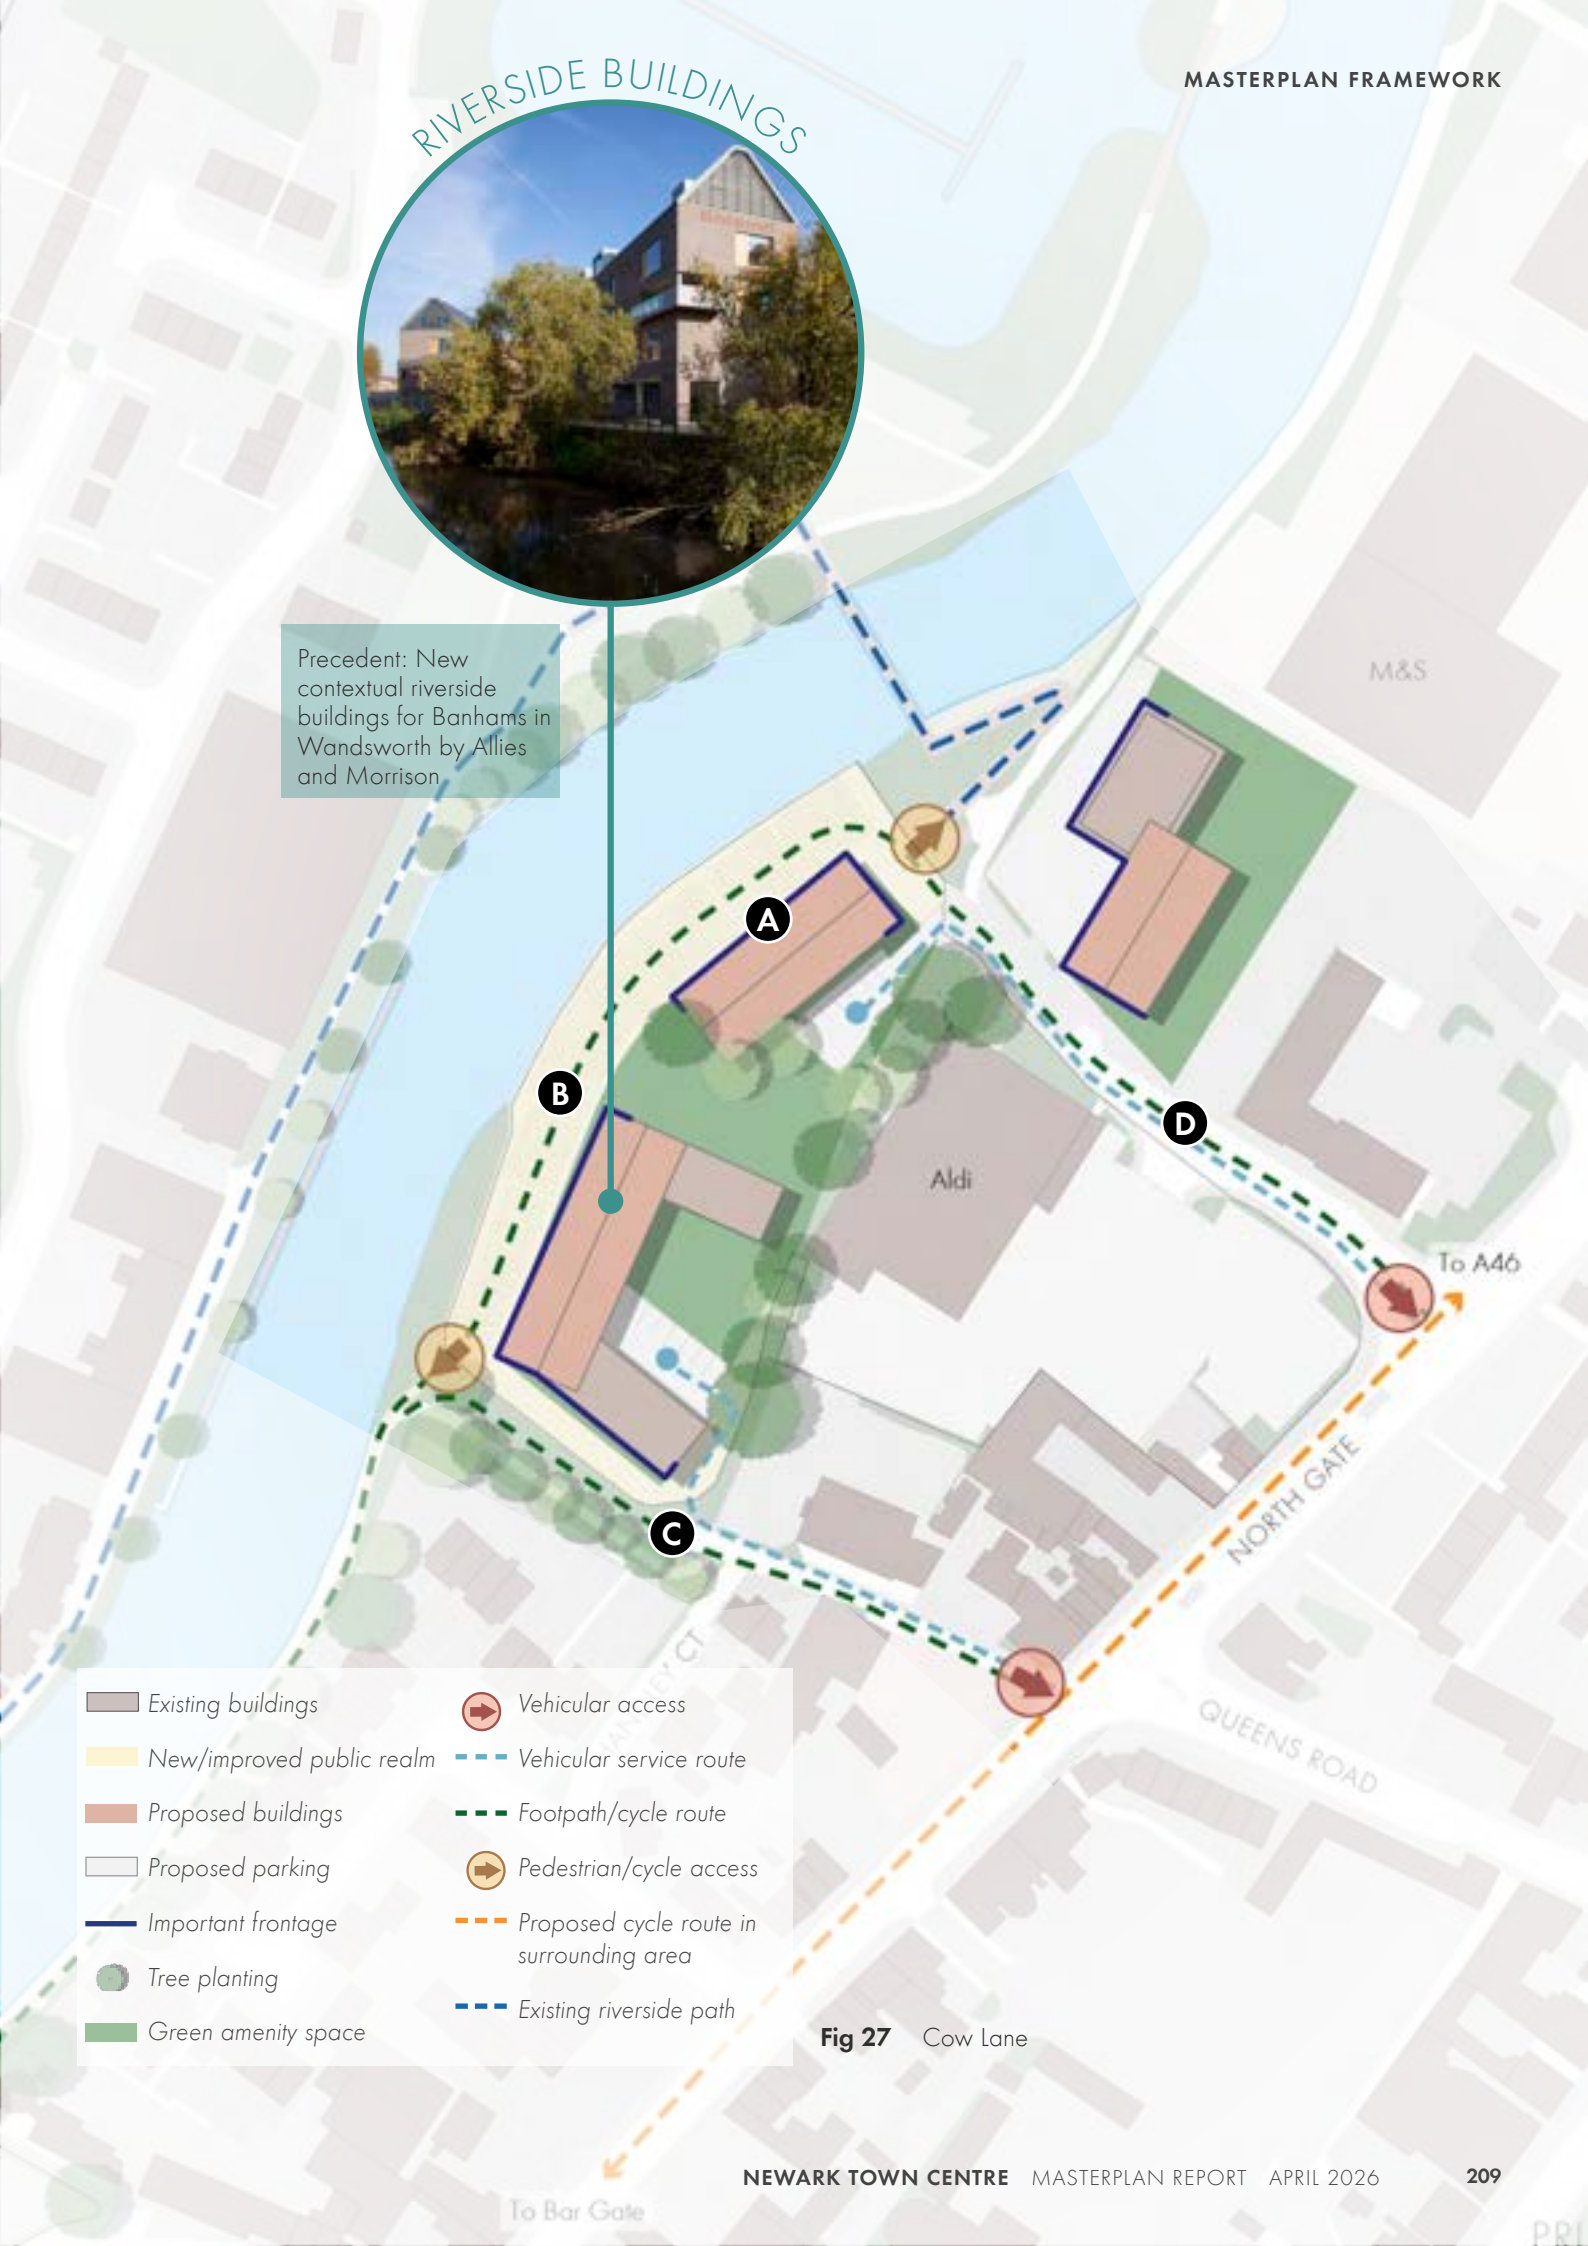 MASTERPLAN FRAMEWORK
RIVERSIDE BUILDINGS
Precedent: New
contextual riverside
buildings for Banhams in
Wandsworth by Allies
and Morrison
M&S
A
B
Aldi
D
To A46
C
NORTH GATE
QUEENS ROAD
CT
Existing buildings
New/improved public realm
Proposed buildings
Proposed parking
Important frontage
Tree planting
Green amenity space
Vehicular access
Vehicular service route
Footpath/cycle route
Pedestrian/cycle access
Proposed cycle route in
surrounding area
Existing riverside path
Fig 27 Cow Lane
To Bar Gate
NEWARK TOWN CENTRE MASTERPLAN REPORT APRIL 2026 209